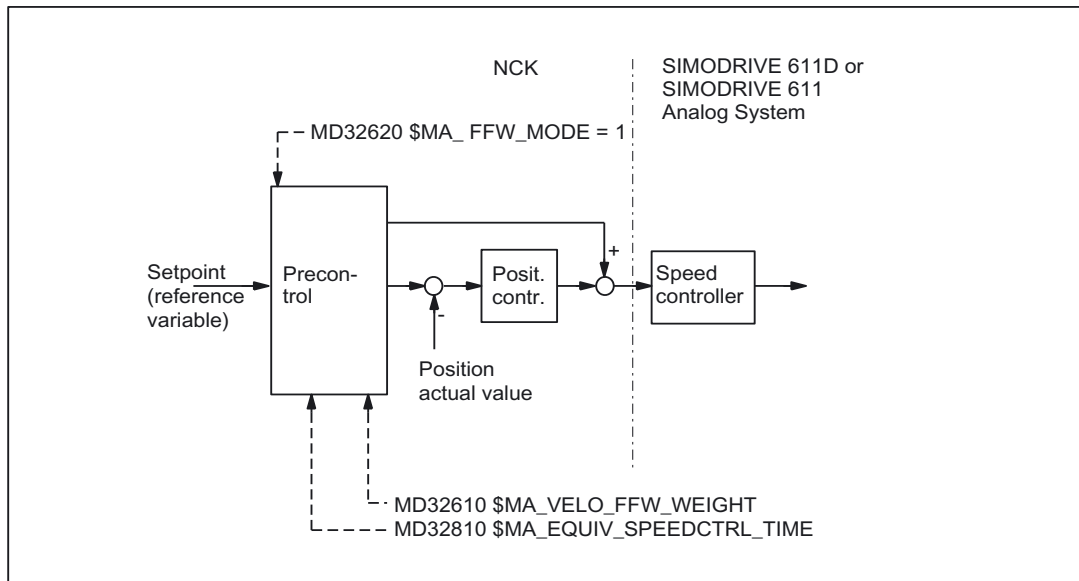 NCK
SIMODRIVE 611D or
SIMODRIVE 611
Analog System
MD32620 $MA_ FFW_MODE = 1
+
Setpoint
(reference
variable)
Precon-
trol
Posit.
contr.
Speed
controller
-
Position
actual value
MD32610 $MA_VELO_FFW_WEIGHT
MD32810 $MA_EQUIV_SPEEDCTRL_TIME